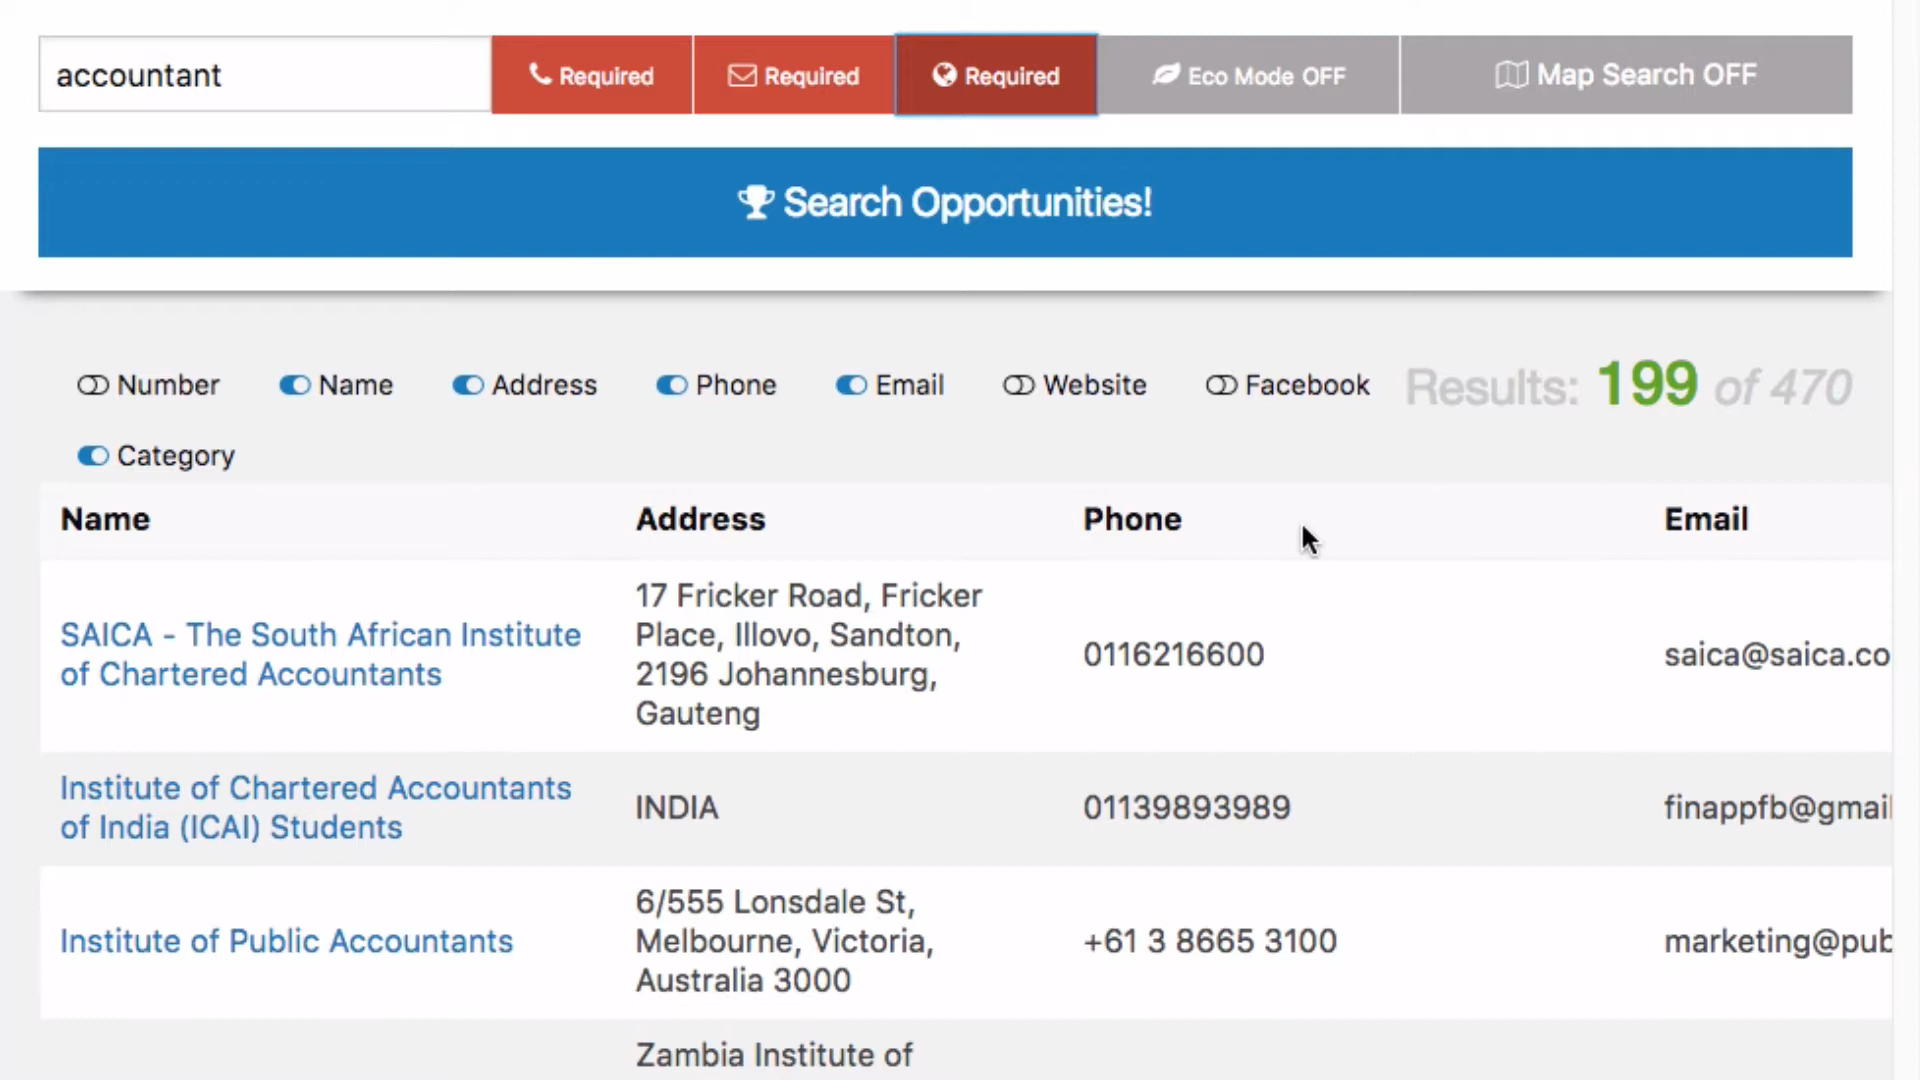 accountant Required Required Required Eco Mode OFF Map Search OFF
Search Opportunities!
Number Name Address Phone Email Website Facebook Results: 199 of 470
Category
Name Address Phone Email
SAICA - The South African Institute
of Chartered Accountants
17 Fricker Road, Fricker
Place, Illovo, Sandton,
2196 Johannesburg,
Gauteng
0116216600
saica@saica.co
Institute of Chartered Accountants
of India (ICAI) Students
INDIA
01139893989
finappfb@gmail
Institute of Public Accountants
6/555 Lonsdale St,
Melbourne, Victoria,
Australia 3000
+61 3 8665 3100
marketing@pub
Zambia Institute of